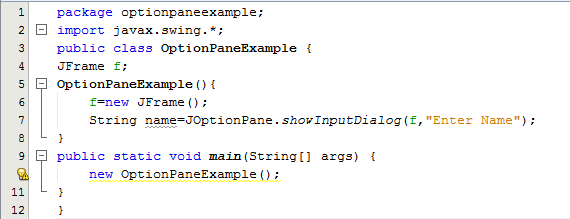 1 package optionpaneexample;
2 import javax.swing.*;
3 public class OptionPaneExample {
4 JFrame f;
5 OptionPaneExample(){
6 f=new JFrame();
7 String name=JOptionPane.showInputDialog(f,"Enter Name");
8 }
9 public static void main(String[] args) {
new OptionPaneExample();
11 }
12 }